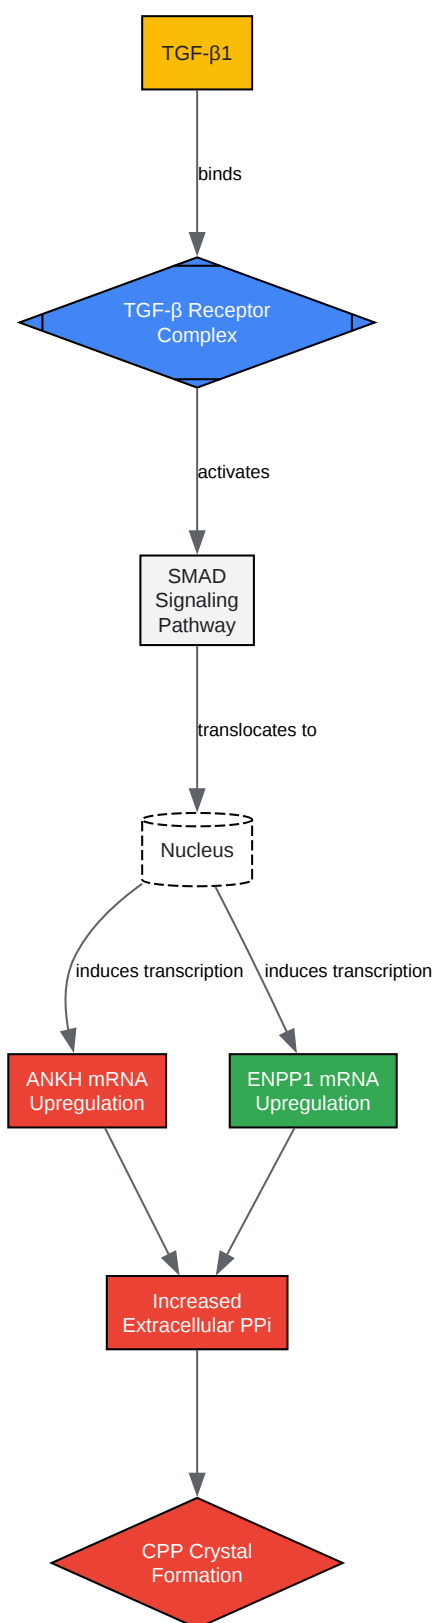 TGF-β1
binds
TGF-β Receptor
Complex
activates
SMAD
Signaling
Pathway
translocates to
Nucleus
induces transcription
induces transcription
ANKH mRNA
Upregulation
ENPP1 mRNA
Upregulation
Increased
Extracellular PPi
CPP Crystal
Formation